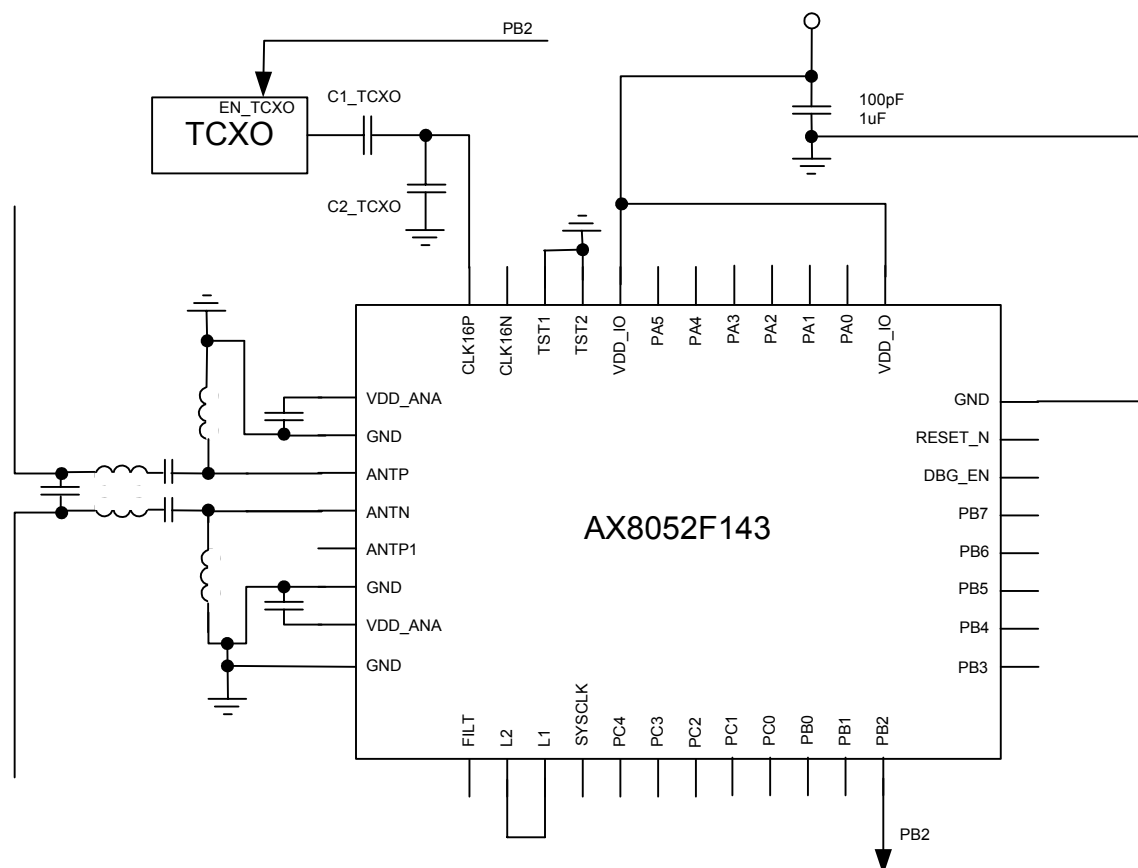 PB2
EN_TCXO
TCXO
C1_TCXO
C2_TCXO
100pF
1uF
CLK16P
CLK16N
TST1
TST2
VDD_IO
PA5
PA4
PA3
PA2
PA1
PA0
VDD_IO
VDD_ANA
GND
ANTP
ANTN
ANTP1
GND
VDD_ANA
GND
AX8052F143
GND
RESET_N
DBG_EN
PB7
PB6
PB5
PB4
PB3
FILT
L2
L1
SYSCLK
PC4
PC3
PC2
PC1
PC0
PB0
PB1
PB2
PB2